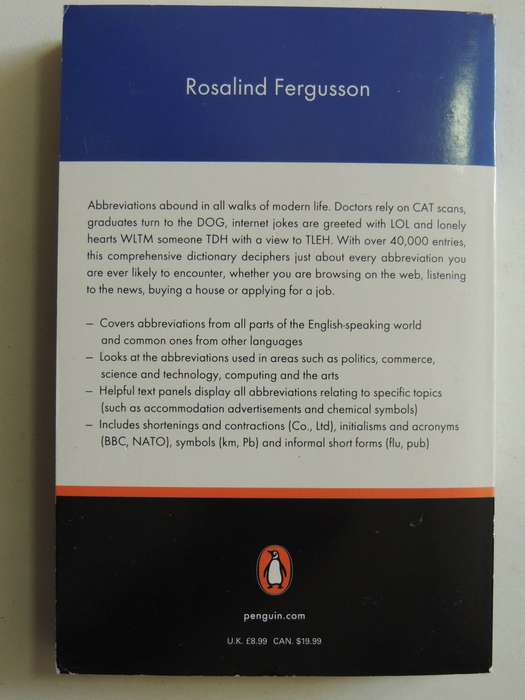 Rosalind Fergusson
Abbreviations abound in all walks of modern life. Doctors rely on CAT scans,
graduates turn to the DOG, internet jokes are greeted with LOL and lonely
hearts WLTM someone TDH with a view to TLEH. With over 40,000 entries,
this comprehensive dictionary deciphers just about every abbreviation you
are ever likely to encounter, whether you are browsing on the web, listening
to the news, buying a house or applying for a job.
– Covers abbreviations from all parts of the English-speaking world
and common ones from other languages
– Looks at the abbreviations used in areas such as politics, commerce,
science and technology, computing and the arts
– Helpful text panels display all abbreviations relating to specific topics
(such as accommodation advertisements and chemical symbols)
– Includes shortenings and contractions (Co., Ltd), initialisms and acronyms
(BBC, NATO), symbols (km, Pb) and informal short forms (flu, pub)
penguin.com
U.K. £8.99 CAN. $19.99